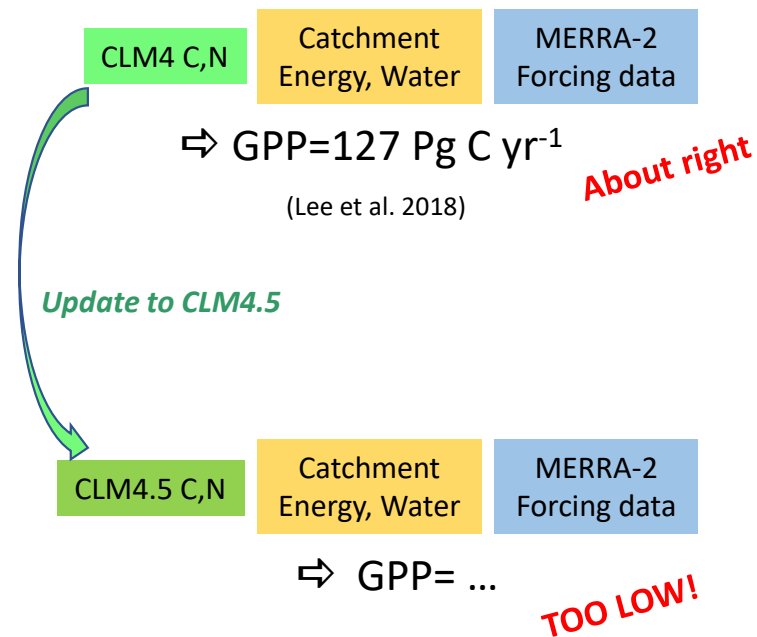 CLM4 C,N
Catchment
Energy, Water
MERRA-2
Forcing data
⇨ GPP=127 Pg C yr⁻¹
About right
(Lee et al. 2018)
Update to CLM4.5
CLM4.5 C,N
Catchment
Energy, Water
MERRA-2
Forcing data
⇨ GPP= ...
TOO LOW!